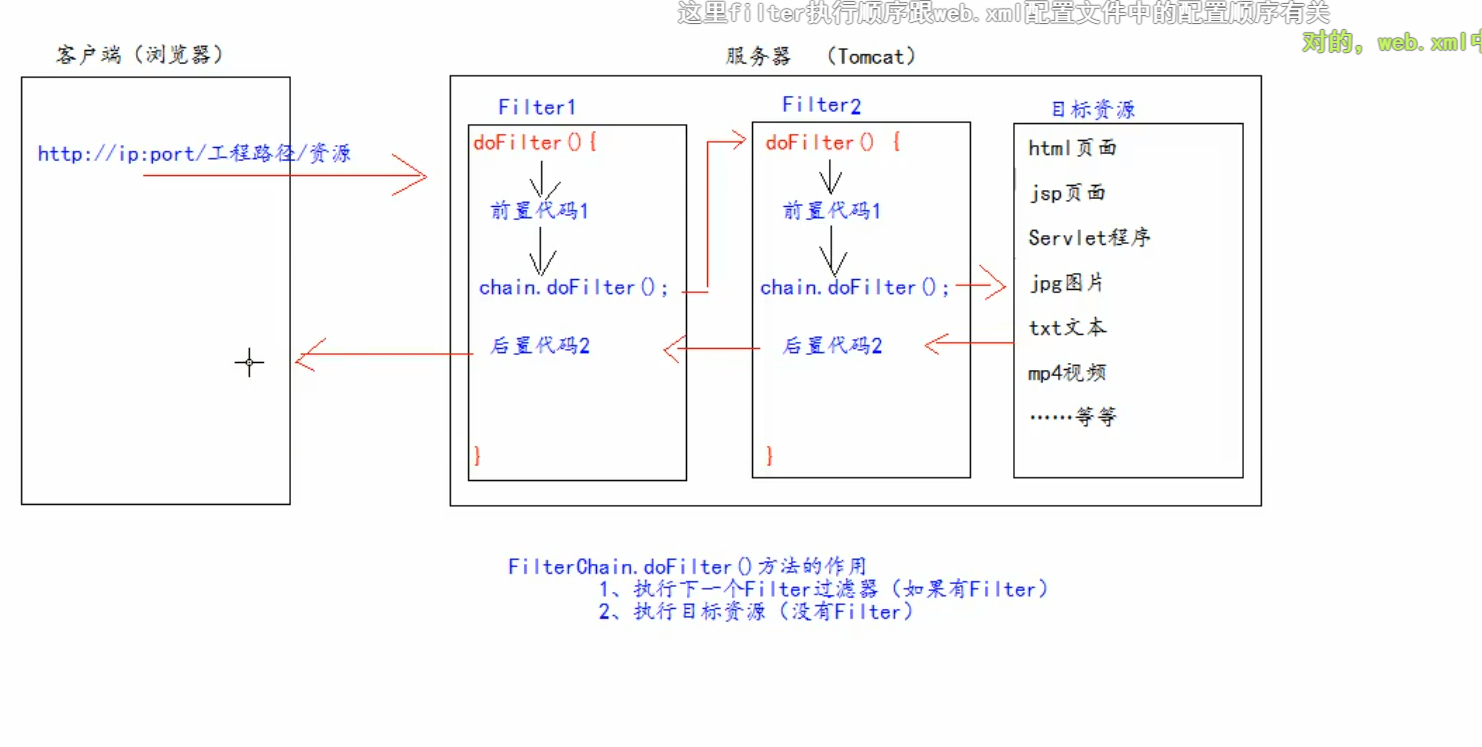 这里filter执行顺序跟web.xml配置文件中的配置顺序有关
对的，web.xml中
客户端（浏览器）
服务器 （Tomcat）
http://ip:port/工程路径/资源
Filter1
doFilter(){
前置代码1
chain.doFilter();
后置代码2
}
Filter2
doFilter() {
前置代码1
chain.doFilter();
后置代码2
}
目标资源
html页面
jsp页面
Servlet程序
jpg图片
txt文本
mp4视频
……等等
FilterChain.doFilter()方法的作用
1、执行下一个Filter过滤器（如果有Filter）
2、执行目标资源（没有Filter）